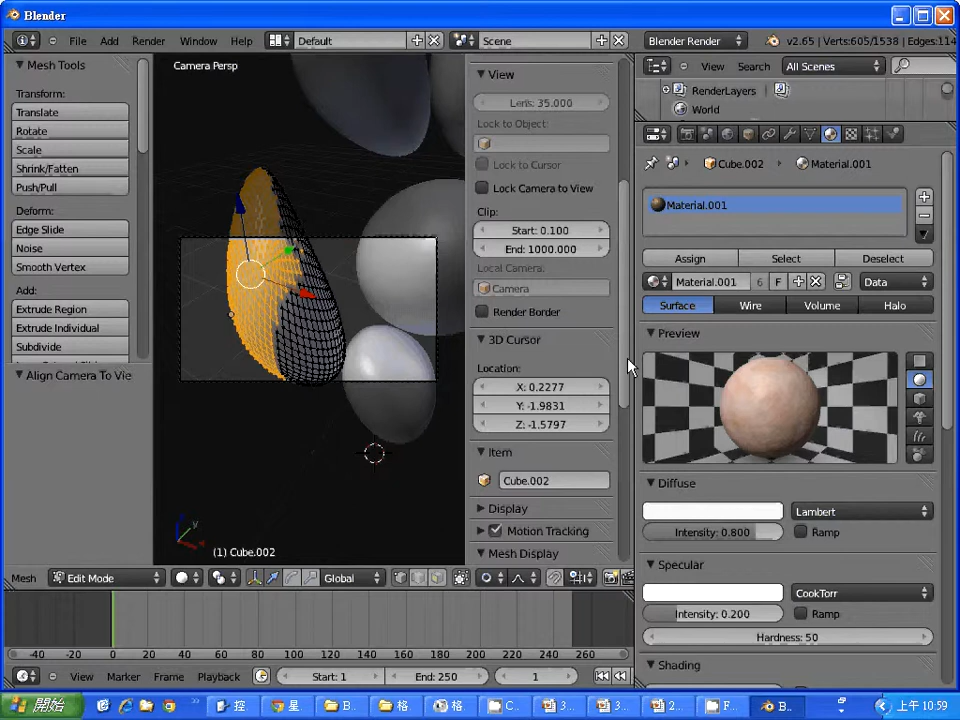 Blender
File Add Render Window Help Default Scene Blender Render v2.65 | Verts:605/1538 | Edges:114
Mesh Tools
Transform:
Translate
Rotate
Scale
Shrink/Fatten
Push/Pull
Deform:
Edge Slide
Noise
Smooth Vertex
Add:
Extrude Region
Extrude Individual
Subdivide
Align Camera To Vie
Camera Persp
y
x
(1) Cube.002
View
Lens: 35.000
Lock to Object:
Lock to Cursor
Lock Camera to View
Clip:
Start: 0.100
End: 1000.000
Local Camera:
Camera
Render Border
3D Cursor
Location:
X: 0.2277
Y: -1.9831
Z: -1.5797
Item
Cube.002
Display
Motion Tracking
Mesh Display
View Search All Scenes
RenderLayers
World
Cube.002 Material.001
Material.001
Assign Select Deselect
Material.001 6 F Data
Surface Wire Volume Halo
Preview
Diffuse
Lambert
Intensity: 0.800 Ramp
Specular
CookTorr
Intensity: 0.200 Ramp
Hardness: 50
Shading
Mesh Edit Mode Global
-40 -20 0 20 40 60 80 100 120 140 160 180 200 220 240 260
View Marker Frame Playback Start: 1 End: 250 1
開始 控 星 B.. 格 格 C... 3.. 3.. 2.. F... B.. 上午 10:59